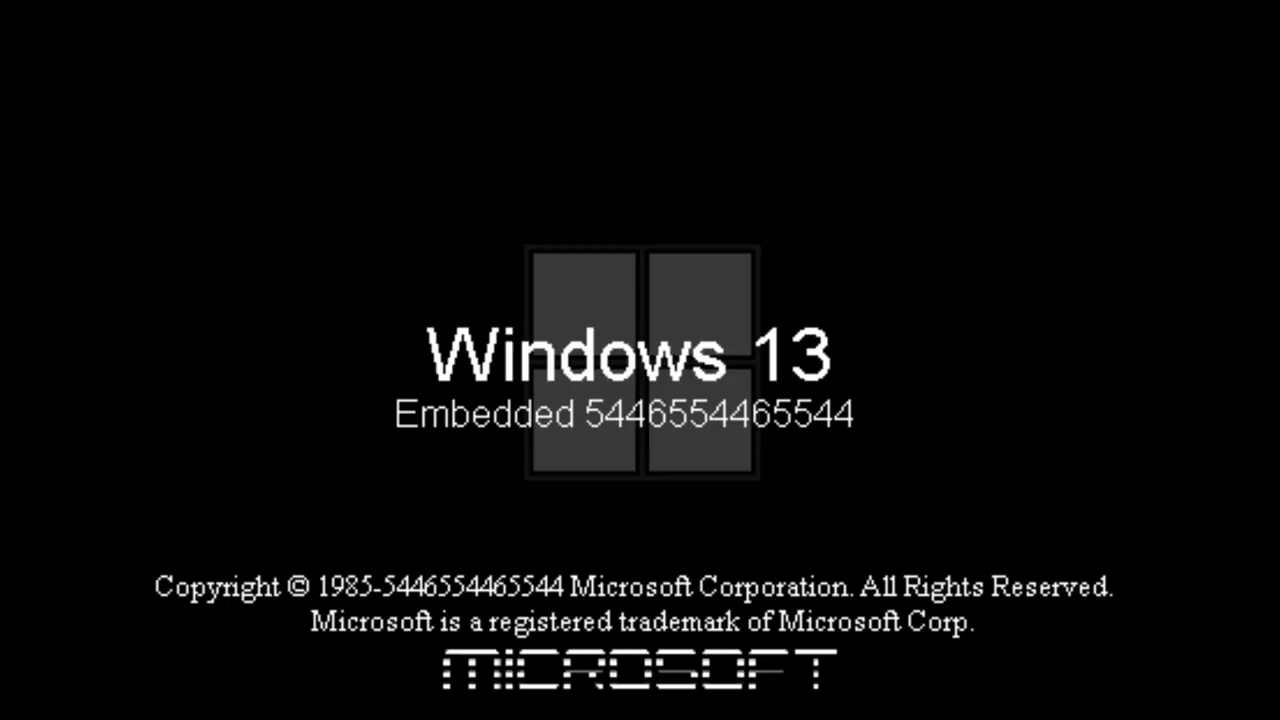 Windows 13
Embedded 5446554465544
Copyright © 1985-5446554465544 Microsoft Corporation. All Rights Reserved.
Microsoft is a registered trademark of Microsoft Corp.
MICROSOFT